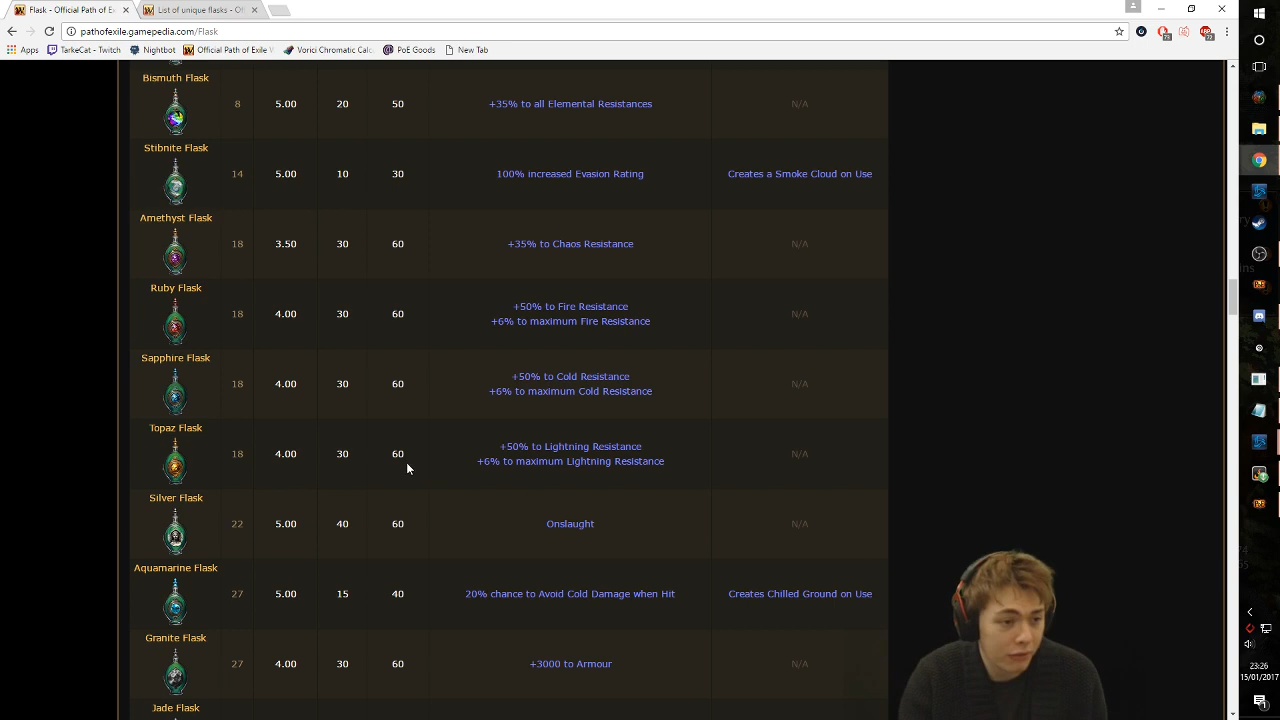 Flask - Official Path of Ex
List of unique flasks - Of
pathofexile.gamepedia.com/Flask
Apps
TarkeCat - Twitch
Nightbot
Official Path of Exile W
Vorici Chromatic Calc
PoE Goods
New Tab
Bismuth Flask
8 5.00 20 50 +35% to all Elemental Resistances N/A
Stibnite Flask
14 5.00 10 30 100% increased Evasion Rating Creates a Smoke Cloud on Use
Amethyst Flask
18 3.50 30 60 +35% to Chaos Resistance N/A
Ruby Flask
18 4.00 30 60 +50% to Fire Resistance N/A
+6% to maximum Fire Resistance
Sapphire Flask
18 4.00 30 60 +50% to Cold Resistance N/A
+6% to maximum Cold Resistance
Topaz Flask
18 4.00 30 60 +50% to Lightning Resistance N/A
+6% to maximum Lightning Resistance
Silver Flask
22 5.00 40 60 Onslaught N/A
Aquamarine Flask
27 5.00 15 40 20% chance to Avoid Cold Damage when Hit Creates Chilled Ground on Use
Granite Flask
27 4.00 30 60 +3000 to Armour N/A
Jade Flask
23:26
15/01/2017